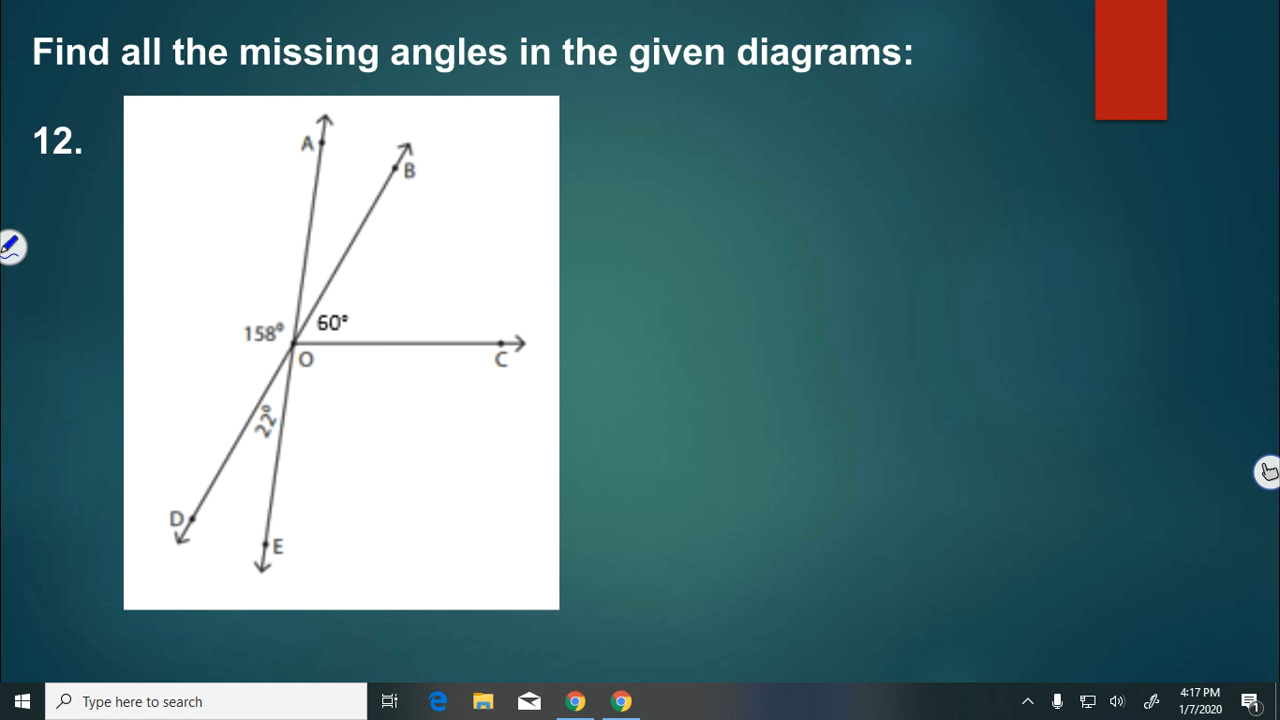 Find all the missing angles in the given diagrams:
12.
A
B
158°
60°
O
C
22°
D
E
Type here to search
4:17 PM
1/7/2020
1